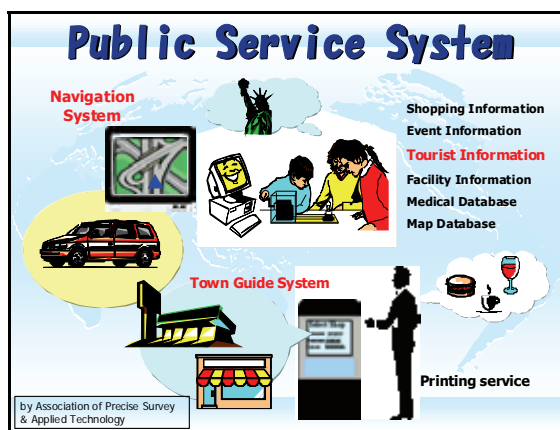 Public Service System
Navigation
System
Shopping Information
Event Information
Tourist Information
Facility Information
Medical Database
Map Database
Town Guide System
Printing service
by Association of Precise Survey
& Applied Technology